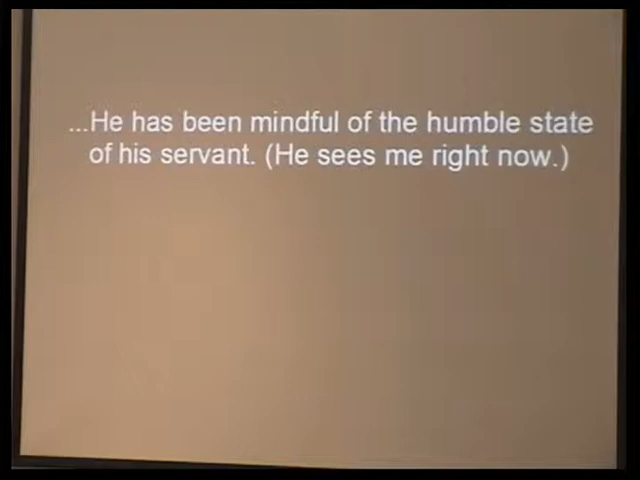 ...He has been mindful of the humble state
of his servant. (He sees me right now.)